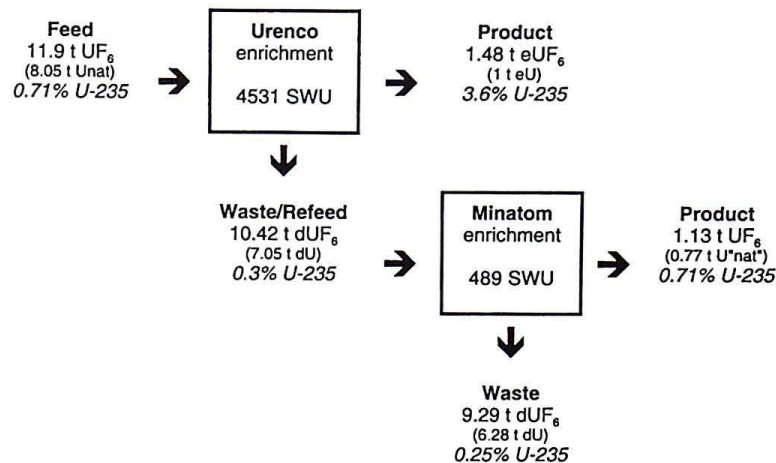 Feed
11.9 t UF₆
(8.05 t Unat)
0.71% U-235
Urenco
enrichment
4531 SWU
Product
1.48 t eUF₆
(1 t eU)
3.6% U-235
Waste/Refeed
10.42 t dUF₆
(7.05 t dU)
0.3% U-235
Minatom
enrichment
489 SWU
Product
1.13 t UF₆
(0.77 t U"nat")
0.71% U-235
Waste
9.29 t dUF₆
(6.28 t dU)
0.25% U-235